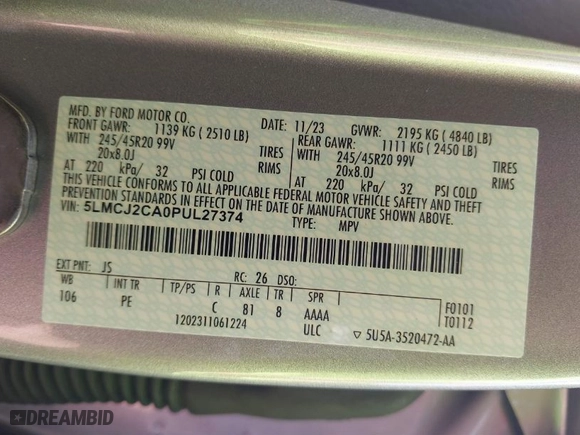 MFD. BY FORD MOTOR CO.
DATE: 11/23 GVWR: 2195 KG ( 4840 LB)
FRONT GAWR: 1139 KG ( 2510 LB) REAR GAWR: 1111 KG ( 2450 LB)
WITH 245/45R20 99V TIRES WITH 245/45R20 99V TIRES
20x8.0J RIMS 20x8.0J RIMS
AT 220 kPa/ 32 PSI COLD AT 220 kPa/ 32 PSI COLD
THIS VEHICLE CONFORMS TO ALL APPLICABLE FEDERAL MOTOR VEHICLE SAFETY AND THEFT
PREVENTION STANDARDS IN EFFECT ON THE DATE OF MANUFACTURE SHOWN ABOVE.
VIN: 5LMCJ2CA0PUL27374 TYPE: MPV
EXT PNT: JS RC: 26 DSO:
WB INT TR TP/PS R AXLE TR SPR
106 PE C 81 8 AAAA F0101
1202311061224 ULC T0112
▽ 5U5A-3520472-AA
DREAMBID